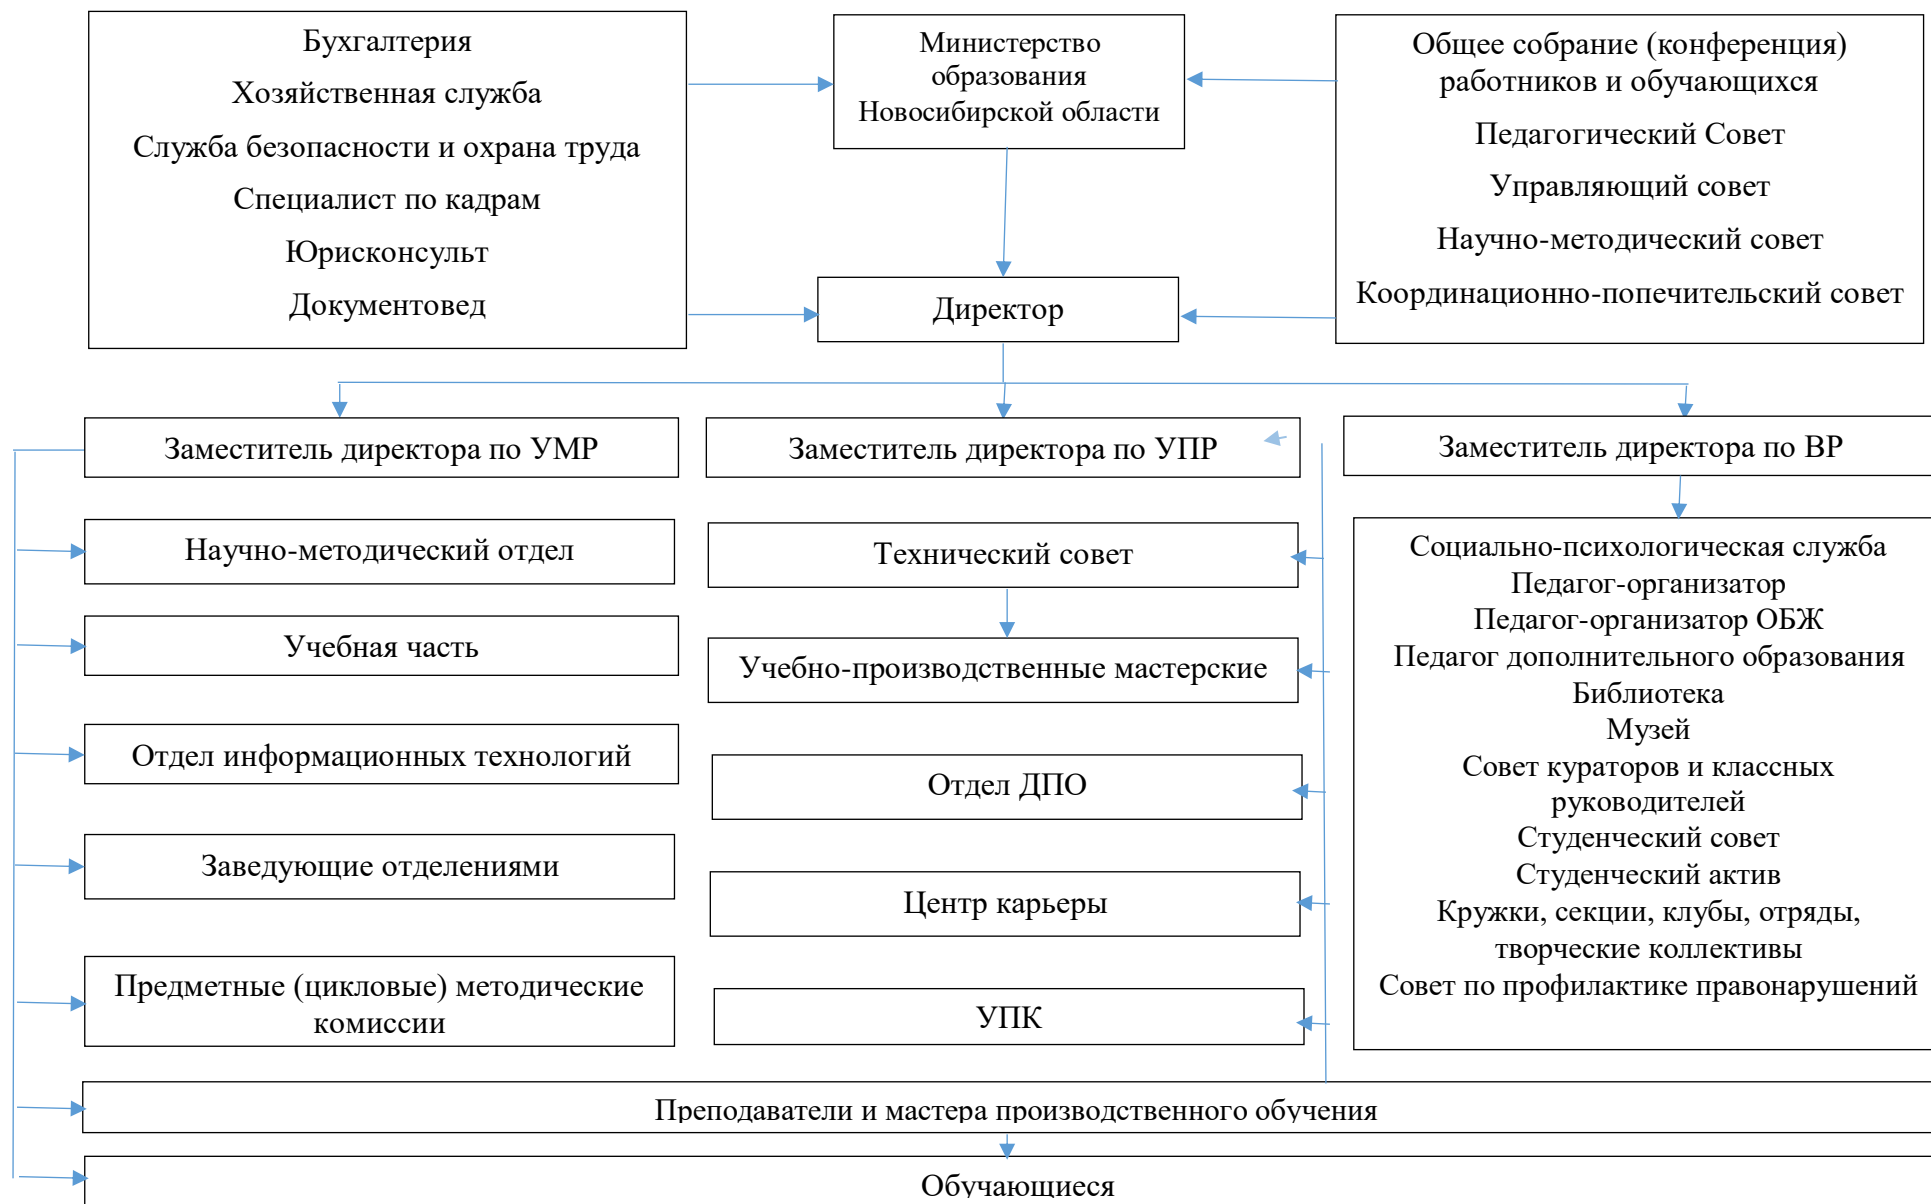 Бухгалтерия
Хозяйственная служба
Служба безопасности и охрана труда
Специалист по кадрам
Юрисконсульт
Документовед
Министерство
образования
Новосибирской области
Общее собрание (конференция)
работников и обучающихся
Педагогический Совет
Управляющий совет
Научно-методический совет
Координационно-попечительский совет
Директор
Заместитель директора по УМР
Заместитель директора по УПР
Заместитель директора по ВР
Научно-методический отдел
Учебная часть
Отдел информационных технологий
Заведующие отделениями
Предметные (цикловые) методические
комиссии
Технический совет
Учебно-производственные мастерские
Отдел ДПО
Центр карьеры
УПК
Социально-психологическая служба
Педагог-организатор
Педагог-организатор ОБЖ
Педагог дополнительного образования
Библиотека
Музей
Совет кураторов и классных
руководителей
Студенческий совет
Студенческий актив
Кружки, секции, клубы, отряды,
творческие коллективы
Совет по профилактике правонарушений
Преподаватели и мастера производственного обучения
Обучающиеся